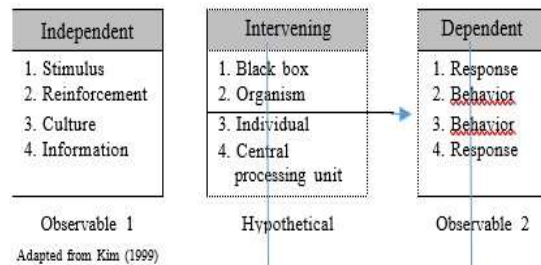 Independent
1. Stimulus
2. Reinforcement
3. Culture
4. Information
Observable 1
Intervening
1. Black box
2. Organism
3. Individual
4. Central
processing unit
Hypothetical
Dependent
1. Response
2. Behavior
3. Behavior
4. Response
Observable 2
Adapted from Kim (1999)